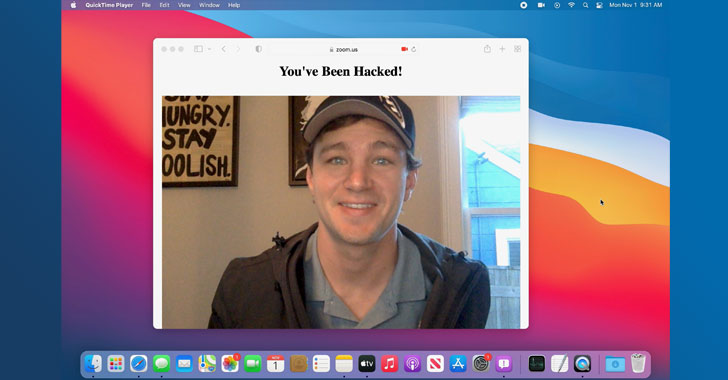 QuickTime Player File Edit View Window Help Mon Nov 1 9:31 AM
zoom.us
You've Been Hacked!
HUNGRY.
STAY
OOLISH.
NOV
1
tv